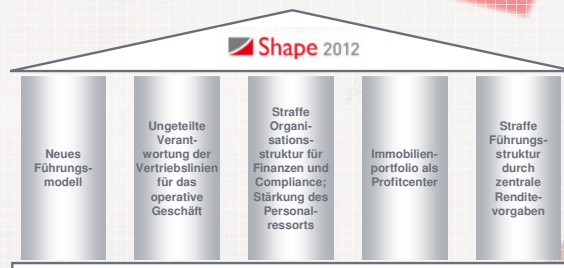 Shape 2012
Neues
Führungs-
modell
Ungeteilte
Verant-
wortung der
Vertriebslinien
für das
operative
Geschäft
Straffe
Organi-
sations-
struktur für
Finanzen und
Compliance;
Stärkung des
Personal-
ressorts
Immobilien-
portfolio als
Profitcenter
Straffe
Führungs-
struktur
durch
zentrale
Rendite-
vorgaben